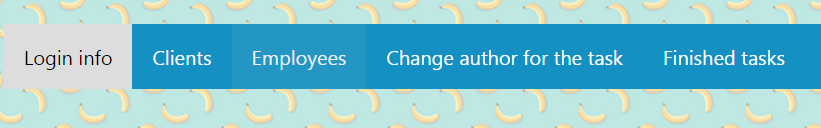 Login info Clients Employees Change author for the task Finished tasks